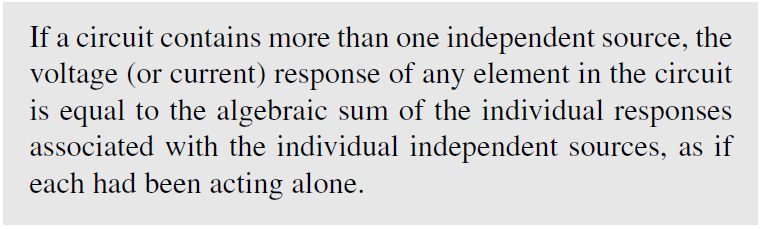 If a circuit contains more than one independent source, the
voltage (or current) response of any element in the circuit
is equal to the algebraic sum of the individual responses
associated with the individual independent sources, as if
each had been acting alone.